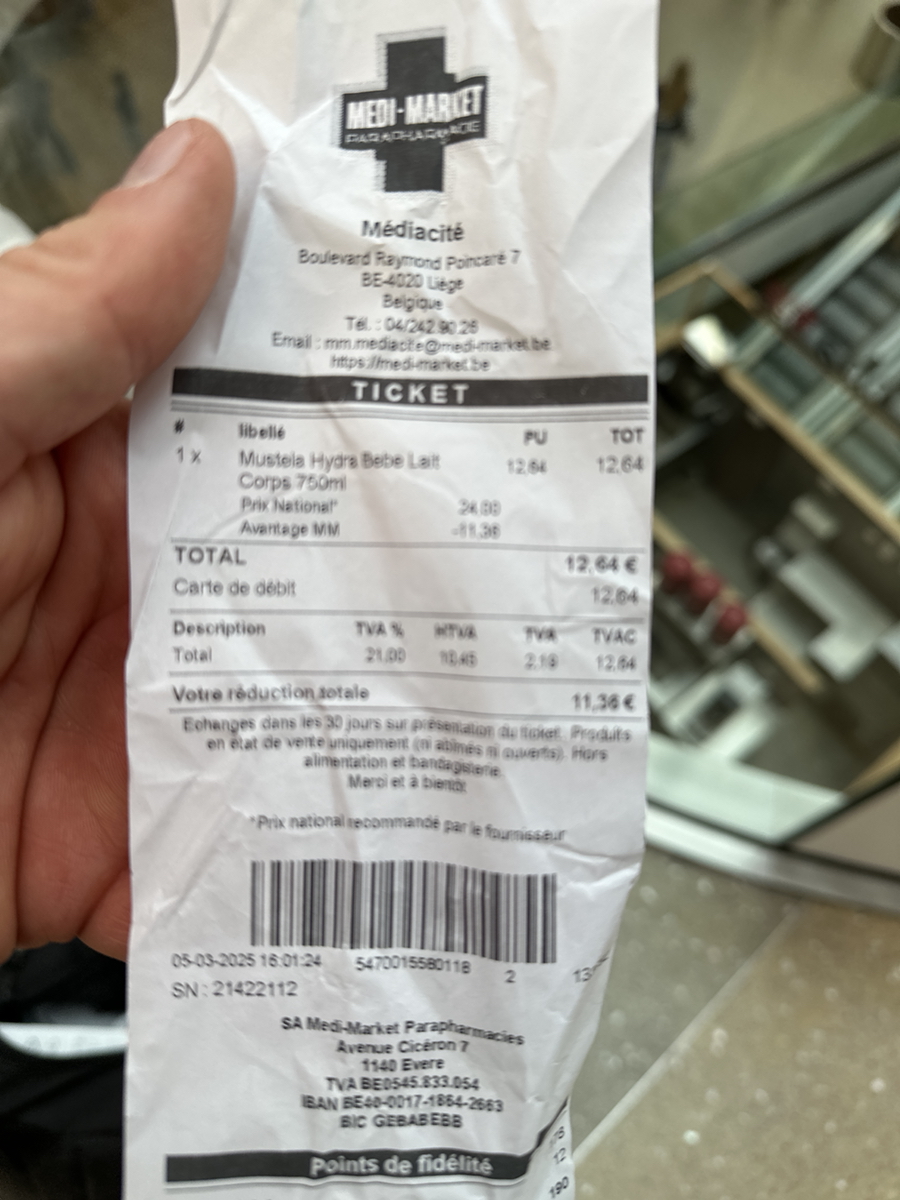 MEDI-MARKET
PARAPHARMACIE
Médiacité
Boulevard Raymond Poincaré 7
BE-4020 Liège
Belgique
Tél. : 04/242.90.26
Email : mm.mediacite@medi-market.be
https://medi-market.be
TICKET
# libellé PU TOT
1 x Mustela Hydra Bebe Lait 12,64 12,64
Corps 750ml
Prix National* 24,00
Avantage MM -11,36
TOTAL 12,64 €
Carte de débit 12,64
Description TVA % HTVA TVA TVAC
Total 21,00 10,45 2,19 12,64
Votre réduction totale 11,36 €
Echanges dans les 30 jours sur présentation du ticket. Produits
en état de vente uniquement (ni abîmés ni ouverts). Hors
alimentation et bandagisterie.
Merci et à bientôt
*Prix national recommandé par le fournisseur
05-03-2025 16:01:24 5470015580118 2
SN : 21422112
SA Medi-Market Parapharmacies
Avenue Cicéron 7
1140 Evere
TVA BE0545.833.054
IBAN BE40-0017-1864-2663
BIC GEBABEBB
Points de fidélité
12
190